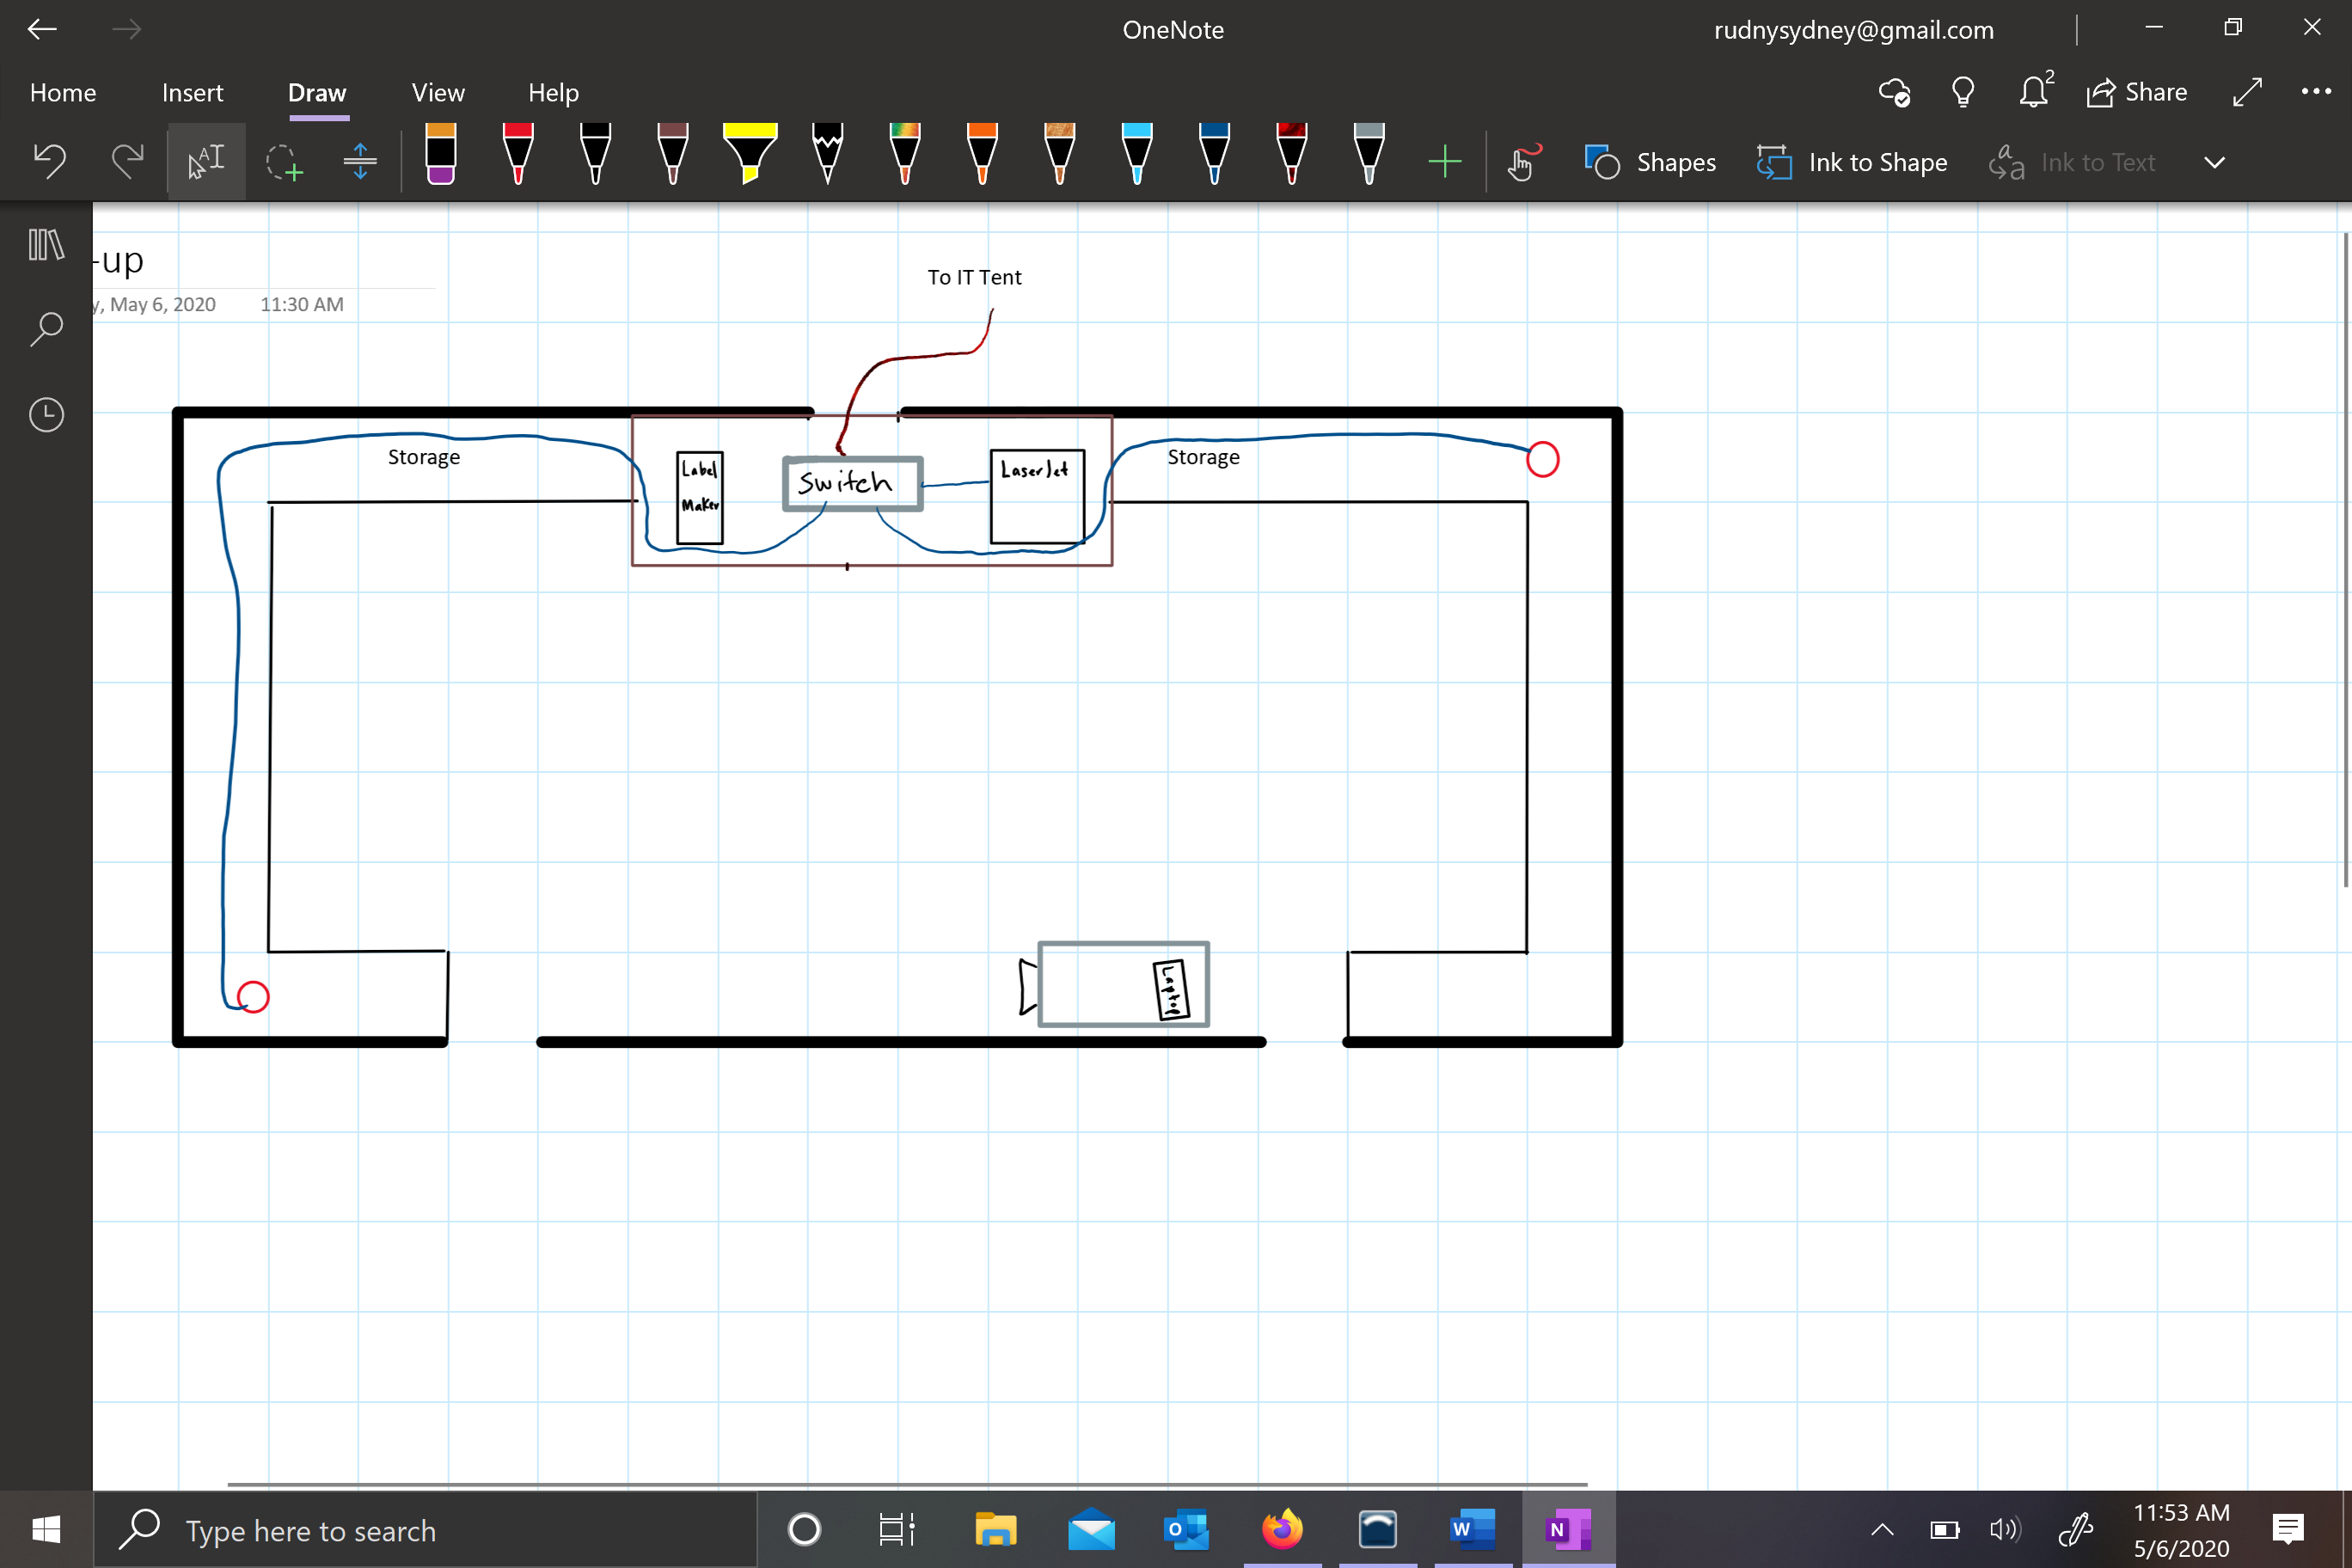 OneNote
rudnysydney@gmail.com
Home Insert Draw View Help
2 Share
Shapes Ink to Shape Ink to Text
-up
y, May 6, 2020 11:30 AM
To IT Tent
Storage
Label
Maker
Switch
LaserJet
Storage
Laptop
Type here to search
11:53 AM
5/6/2020